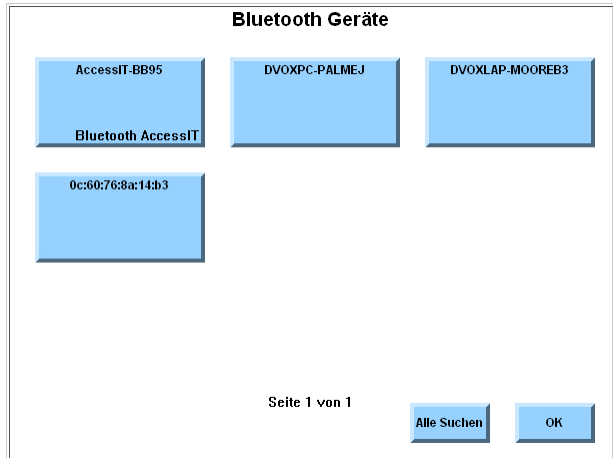 Bluetooth Geräte
AccessIT-BB95
Bluetooth AccessIT
DVOXPC-PALMEJ
DVOXLAP-MOOREB3
0c:60:76:8a:14:b3
Seite 1 von 1
Alle Suchen
OK